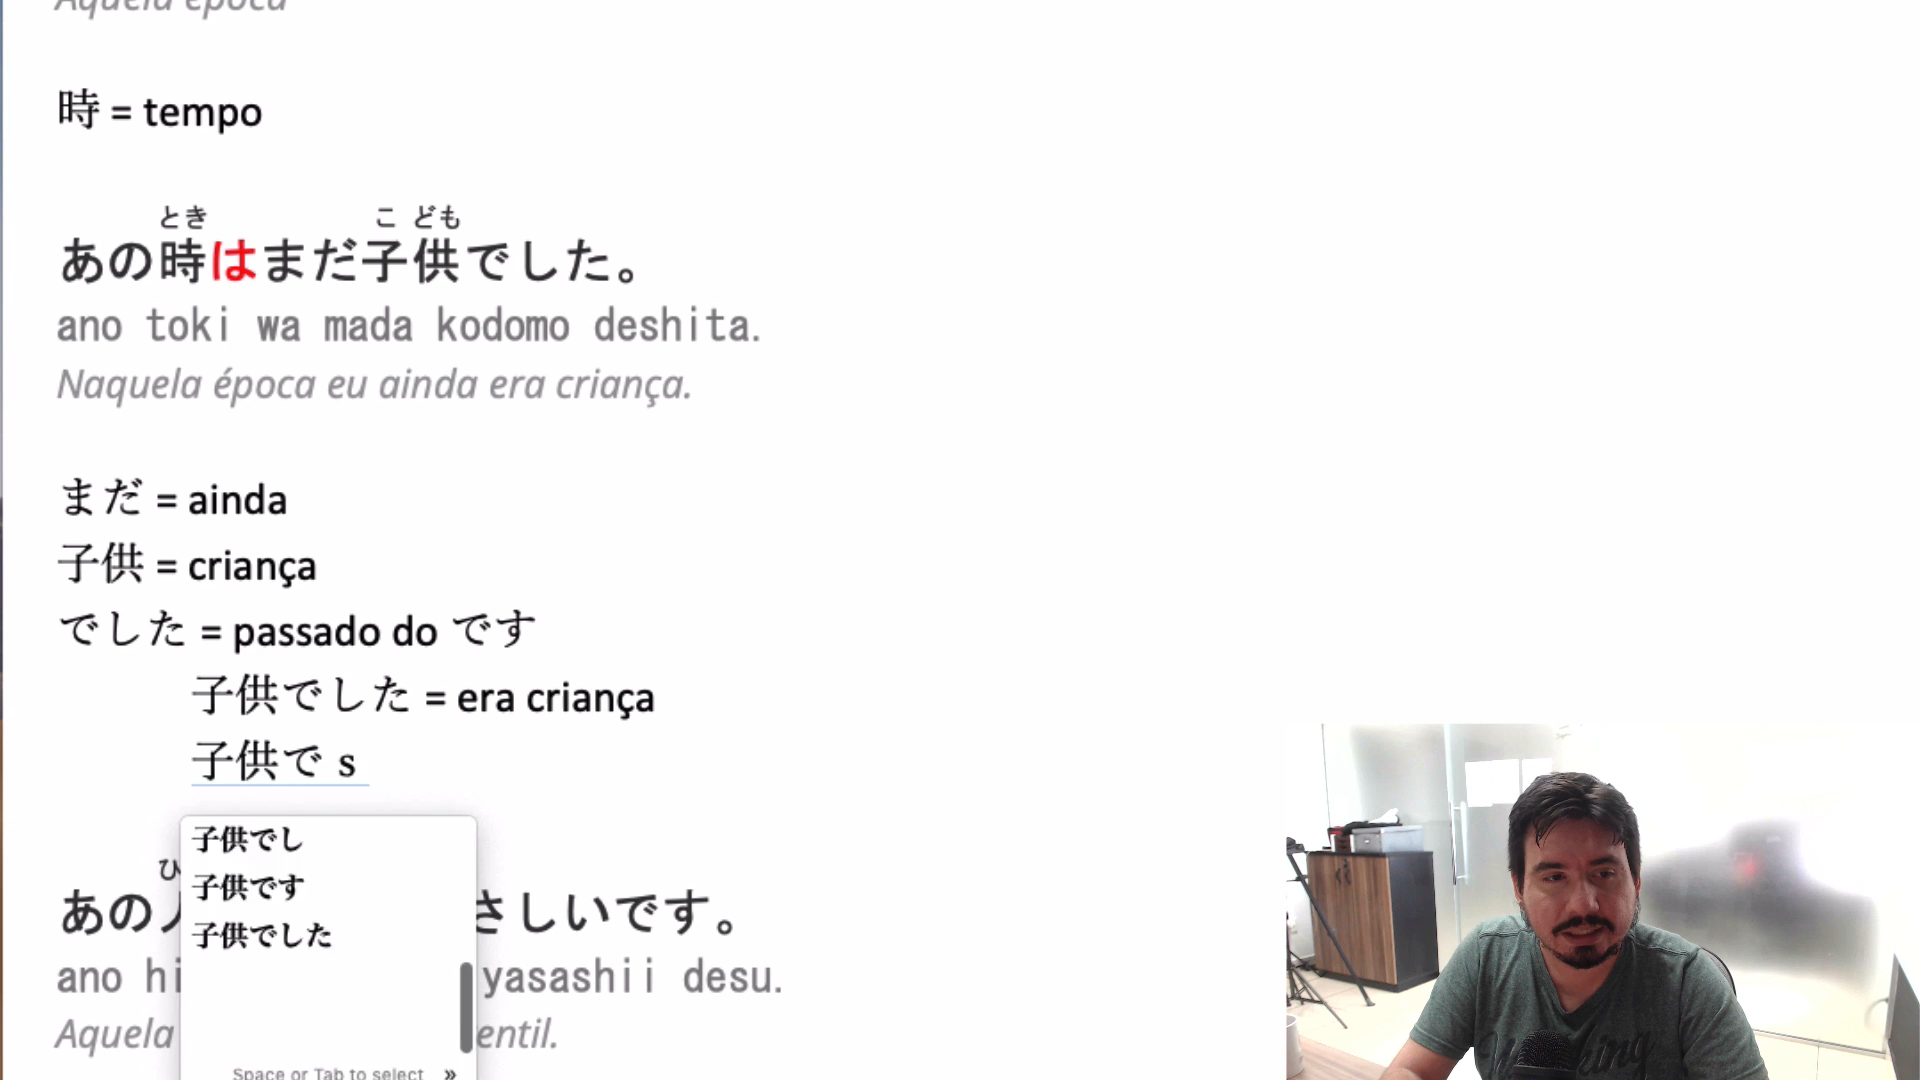 Aquela época
時 = tempo
とき こ ども
あの時はまだ子供でした。
ano toki wa mada kodomo deshita.
Naquela época eu ainda era criança.
まだ = ainda
子供 = criança
でした = passado do です
子供でした = era criança
子供で s
子供でし
子供です
子供でした
Space or Tab to select »
ひ
あの さしいです。
ano hi yasashii desu.
Aquela entil.